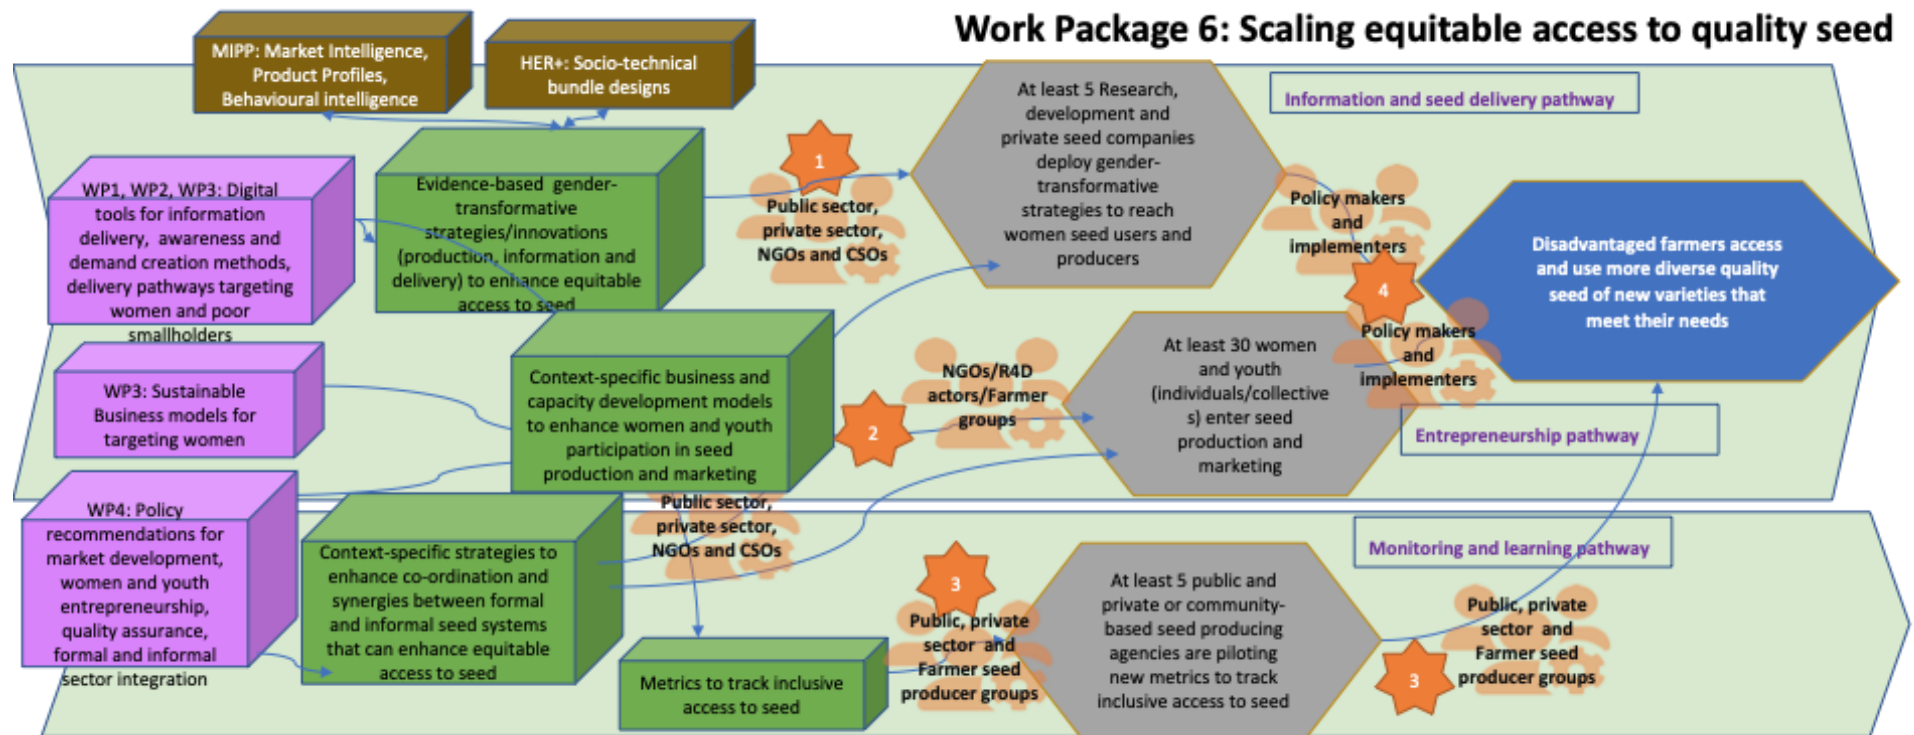 Work Package 6: Scaling equitable access to quality seed
MIPP: Market Intelligence,
Product Profiles,
Behavioural intelligence
HER+: Socio-technical
bundle designs
Information and seed delivery pathway
WP1, WP2, WP3: Digital
tools for information
delivery, awareness and
demand creation methods,
delivery pathways targeting
women and poor
smallholders
Evidence-based gender-
transformative
strategies/innovations
(production, information and
delivery) to enhance equitable
access to seed
1
Public sector,
private sector,
NGOs and CSOs
At least 5 Research,
development and
private seed companies
deploy gender-
transformative
strategies to reach
women seed users and
producers
Policy makers
and
implementers
4
Disadvantaged farmers access
and use more diverse quality
seed of new varieties that
meet their needs
WP3: Sustainable
Business models for
targeting women
Context-specific business and
capacity development models
to enhance women and youth
participation in seed
production and marketing
2
NGOs/R4D
actors/Farmer
groups
At least 30 women
and youth
(individuals/collective
s) enter seed
production and
marketing
Policy makers
and
implementers
Entrepreneurship pathway
WP4: Policy
recommendations for
market development,
women and youth
entrepreneurship,
quality assurance,
formal and informal
sector integration
Context-specific strategies to
enhance co-ordination and
synergies between formal
and informal seed systems
that can enhance equitable
access to seed
Public sector,
private sector,
NGOs and CSOs
Metrics to track inclusive
access to seed
3
Public, private
sector and
Farmer seed
producer groups
At least 5 public and
private or community-
based seed producing
agencies are piloting
new metrics to track
inclusive access to seed
Monitoring and learning pathway
3
Public, private
sector and
Farmer seed
producer groups